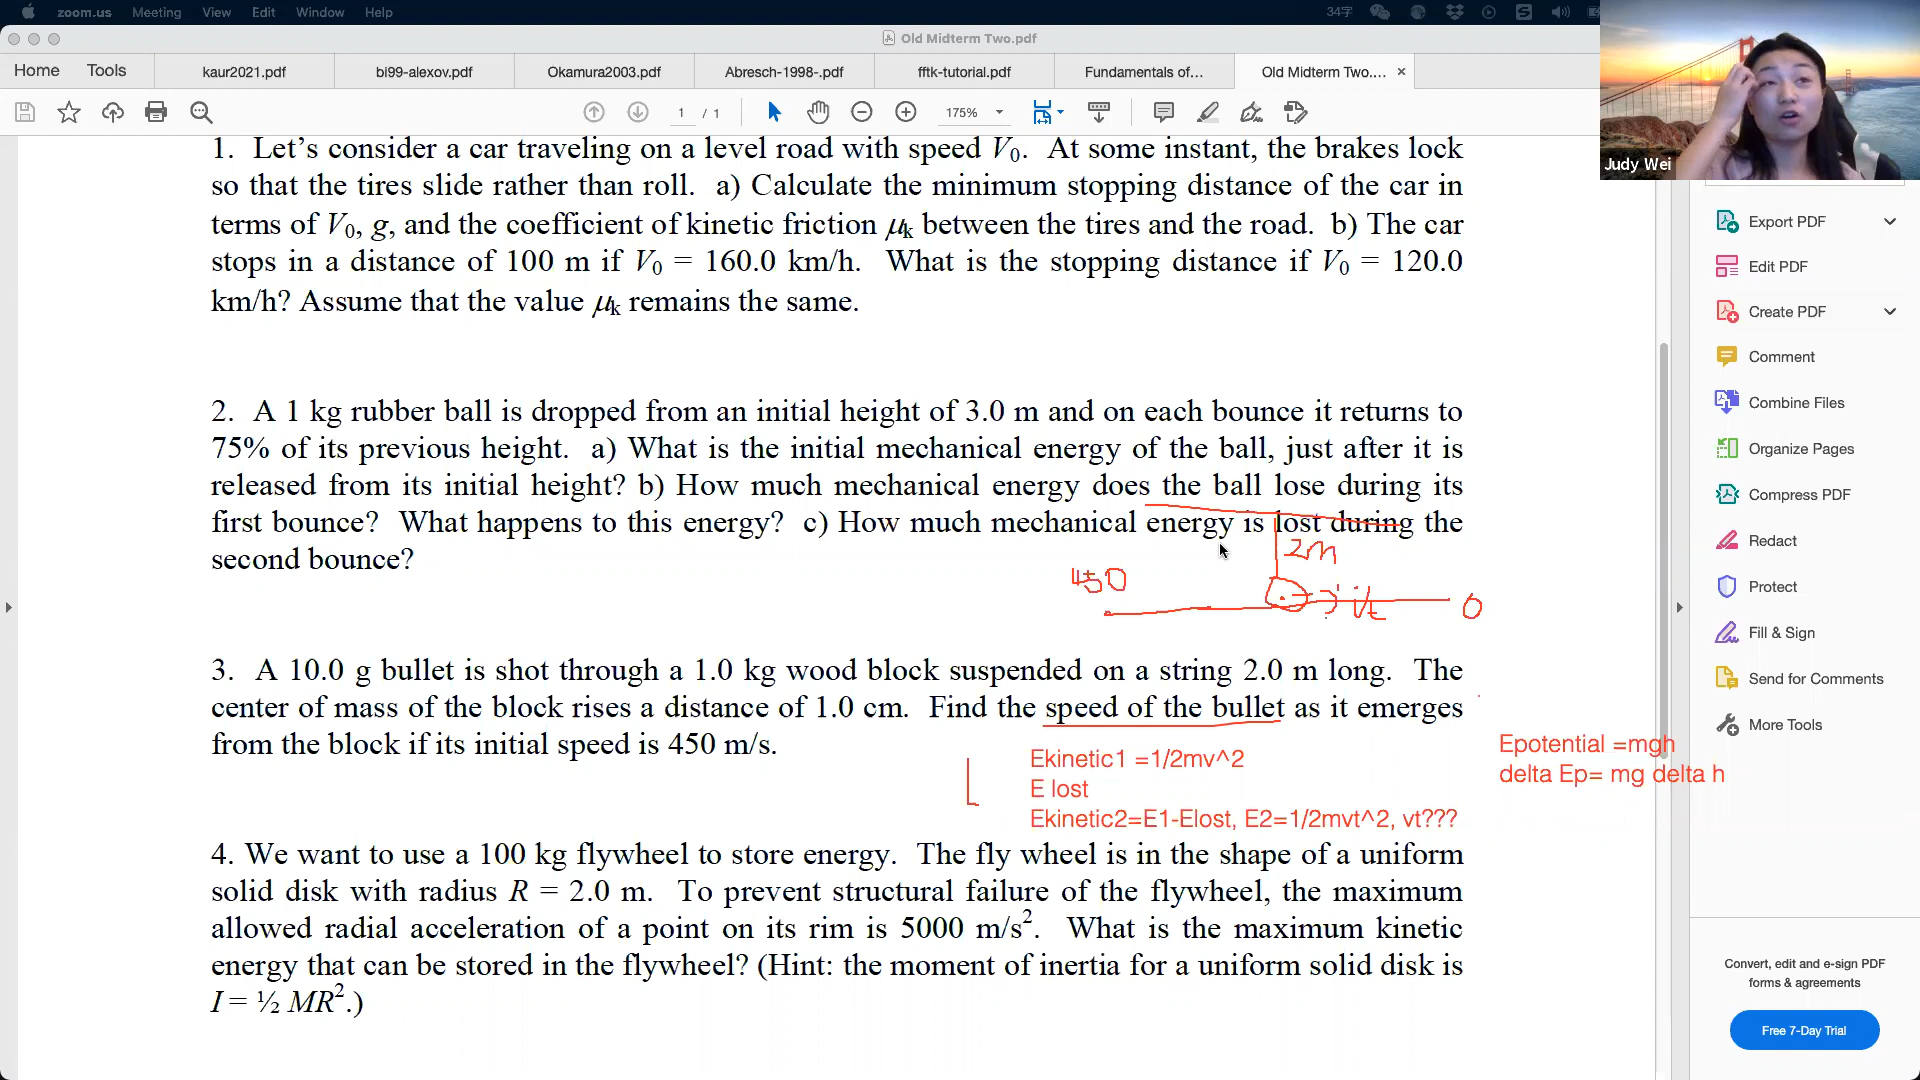 zoom.us Meeting View Edit Window Help 34字
Old Midterm Two.pdf
Home Tools kaur2021.pdf bi99-alexov.pdf Okamura2003.pdf Abresch-1998-.pdf fftk-tutorial.pdf Fundamentals of... Old Midterm Two.... ×
1 / 1 175%
Judy Wei
1. Let's consider a car traveling on a level road with speed V0. At some instant, the brakes lock
so that the tires slide rather than roll. a) Calculate the minimum stopping distance of the car in
terms of V0, g, and the coefficient of kinetic friction μk between the tires and the road. b) The car
stops in a distance of 100 m if V0 = 160.0 km/h. What is the stopping distance if V0 = 120.0
km/h? Assume that the value μk remains the same.
2. A 1 kg rubber ball is dropped from an initial height of 3.0 m and on each bounce it returns to
75% of its previous height. a) What is the initial mechanical energy of the ball, just after it is
released from its initial height? b) How much mechanical energy does the ball lose during its
first bounce? What happens to this energy? c) How much mechanical energy is lost during the
second bounce?
2m
450
0
3. A 10.0 g bullet is shot through a 1.0 kg wood block suspended on a string 2.0 m long. The
center of mass of the block rises a distance of 1.0 cm. Find the speed of the bullet as it emerges
from the block if its initial speed is 450 m/s.
Ekinetic1 =1/2mv^2
E lost
Ekinetic2=E1-Elost, E2=1/2mvt^2, vt???
Epotential =mgh
delta Ep= mg delta h
4. We want to use a 100 kg flywheel to store energy. The fly wheel is in the shape of a uniform
solid disk with radius R = 2.0 m. To prevent structural failure of the flywheel, the maximum
allowed radial acceleration of a point on its rim is 5000 m/s². What is the maximum kinetic
energy that can be stored in the flywheel? (Hint: the moment of inertia for a uniform solid disk is
I = ½ MR².)
Export PDF
Edit PDF
Create PDF
Comment
Combine Files
Organize Pages
Compress PDF
Redact
Protect
Fill & Sign
Send for Comments
More Tools
Convert, edit and e-sign PDF
forms & agreements
Free 7-Day Trial